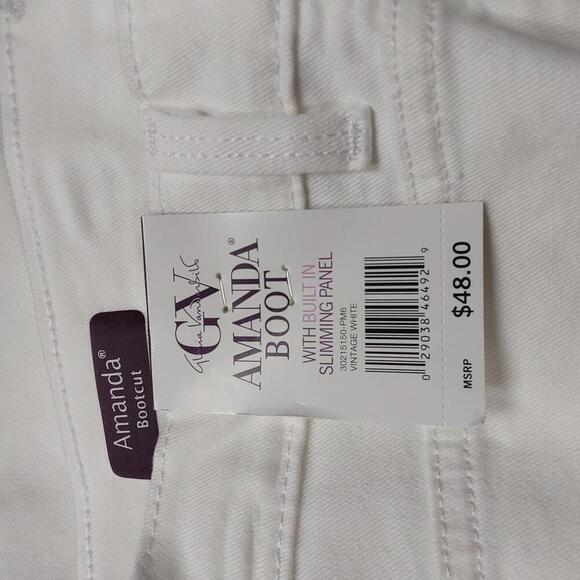 Amanda®
Bootcut
GV
Gloria Vanderbilt
AMANDA®
BOOT
WITH BUILT IN
SLIMMING PANEL
30215150-PM6
VINTAGE WHITE
0 29038 46492 9
MSRP $48.00